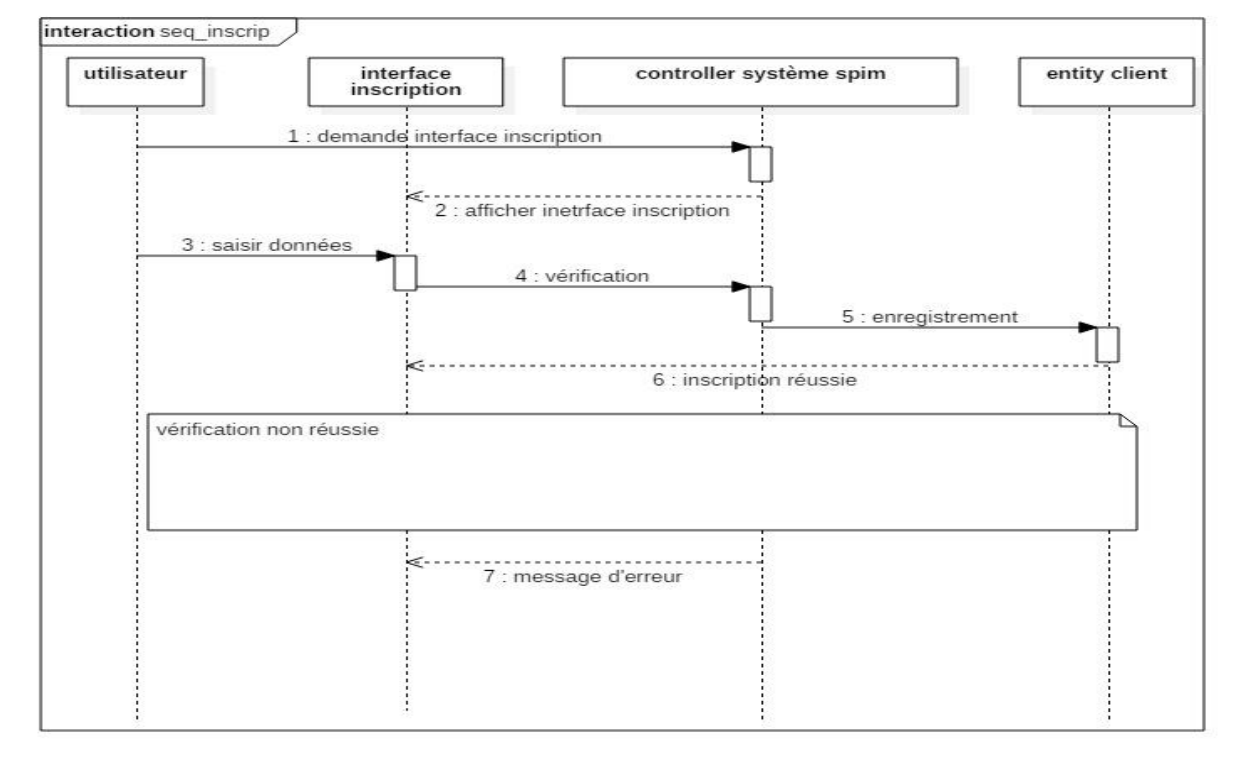 interaction seq_inscrip
utilisateur
interface
inscription
controller système spim
entity client
1 : demande interface inscription
2 : afficher inetrface inscription
3 : saisir données
4 : vérification
5 : enregistrement
6 : inscription réussie
vérification non réussie
7 : message d'erreur